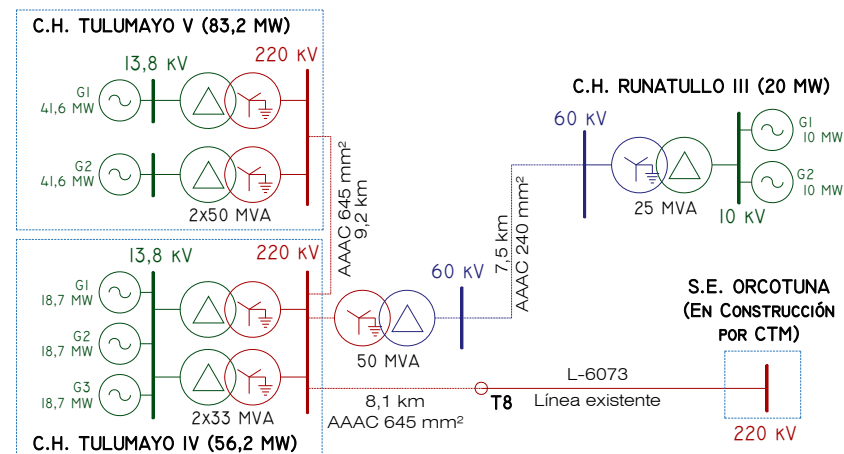 C.H. TULUMAYO V (83,2 MW)
13,8 kV
220 kV
G1
41,6 MW
G2
41,6 MW
2x50 MVA
AAAC 645 mm²
9,2 km
C.H. RUNATULLO III (20 MW)
60 kV
G1
10 MW
G2
10 MW
25 MVA
10 kV
7,5 km
AAAC 240 mm²
13,8 kV
220 kV
60 kV
G1
18,7 MW
G2
18,7 MW
G3
18,7 MW
2x33 MVA
50 MVA
C.H. TULUMAYO IV (56,2 MW)
8,1 km
AAAC 645 mm²
T8
L-6073
Línea existente
S.E. ORCOTUNA
(EN CONSTRUCCIÓN
POR CTM)
220 kV